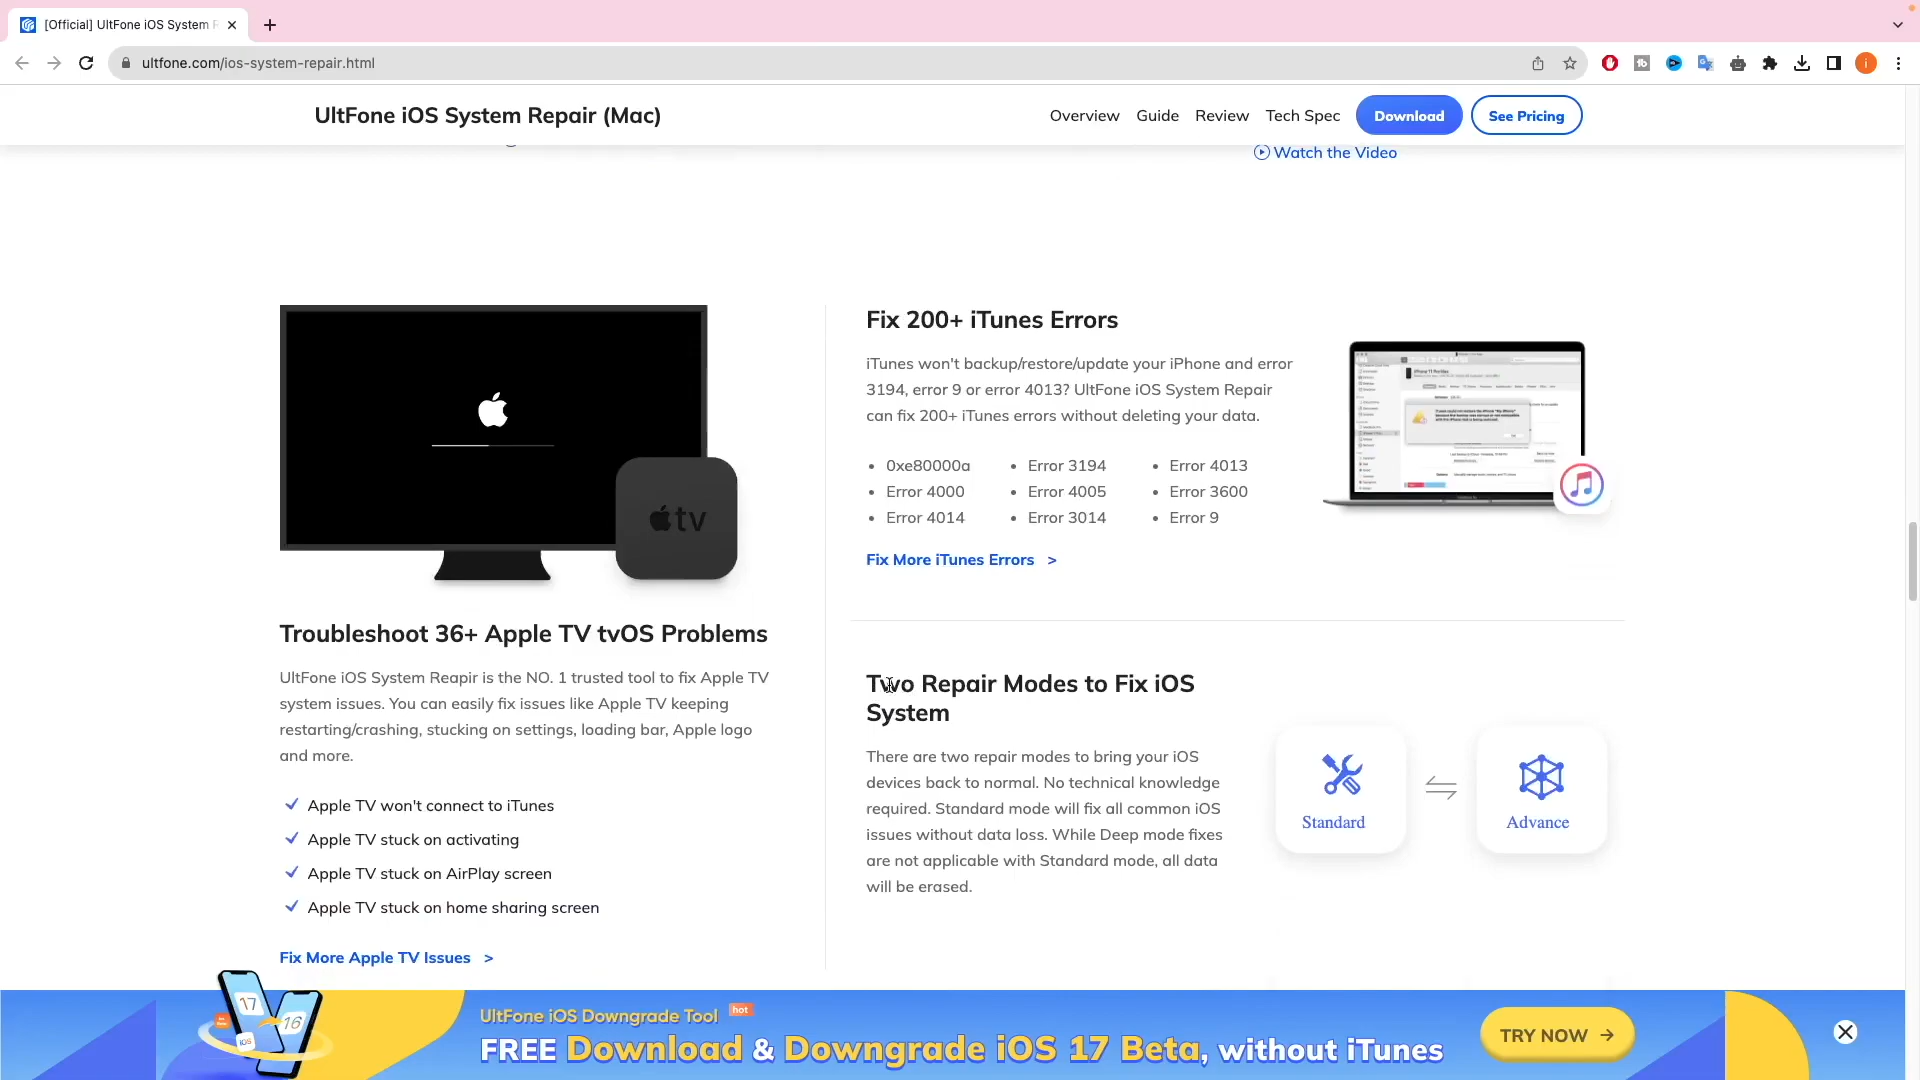 [Official] UltFone iOS System R
ultfone.com/ios-system-repair.html
UltFone iOS System Repair (Mac)
Overview
Guide
Review
Tech Spec
Download
See Pricing
Watch the Video
tv
Troubleshoot 36+ Apple TV tvOS Problems
UltFone iOS System Reapir is the NO. 1 trusted tool to fix Apple TV
system issues. You can easily fix issues like Apple TV keeping
restarting/crashing, stucking on settings, loading bar, Apple logo
and more.
Apple TV won't connect to iTunes
Apple TV stuck on activating
Apple TV stuck on AirPlay screen
Apple TV stuck on home sharing screen
Fix More Apple TV Issues >
Fix 200+ iTunes Errors
iTunes won't backup/restore/update your iPhone and error
3194, error 9 or error 4013? UltFone iOS System Repair
can fix 200+ iTunes errors without deleting your data.
• 0xe80000a
• Error 4000
• Error 4014
• Error 3194
• Error 4005
• Error 3014
• Error 4013
• Error 3600
• Error 9
Fix More iTunes Errors >
Two Repair Modes to Fix iOS
System
There are two repair modes to bring your iOS
devices back to normal. No technical knowledge
required. Standard mode will fix all common iOS
issues without data loss. While Deep mode fixes
are not applicable with Standard mode, all data
will be erased.
Standard
Advance
17
16
iOS
UltFone iOS Downgrade Tool
hot
FREE Download & Downgrade iOS 17 Beta, without iTunes
TRY NOW →